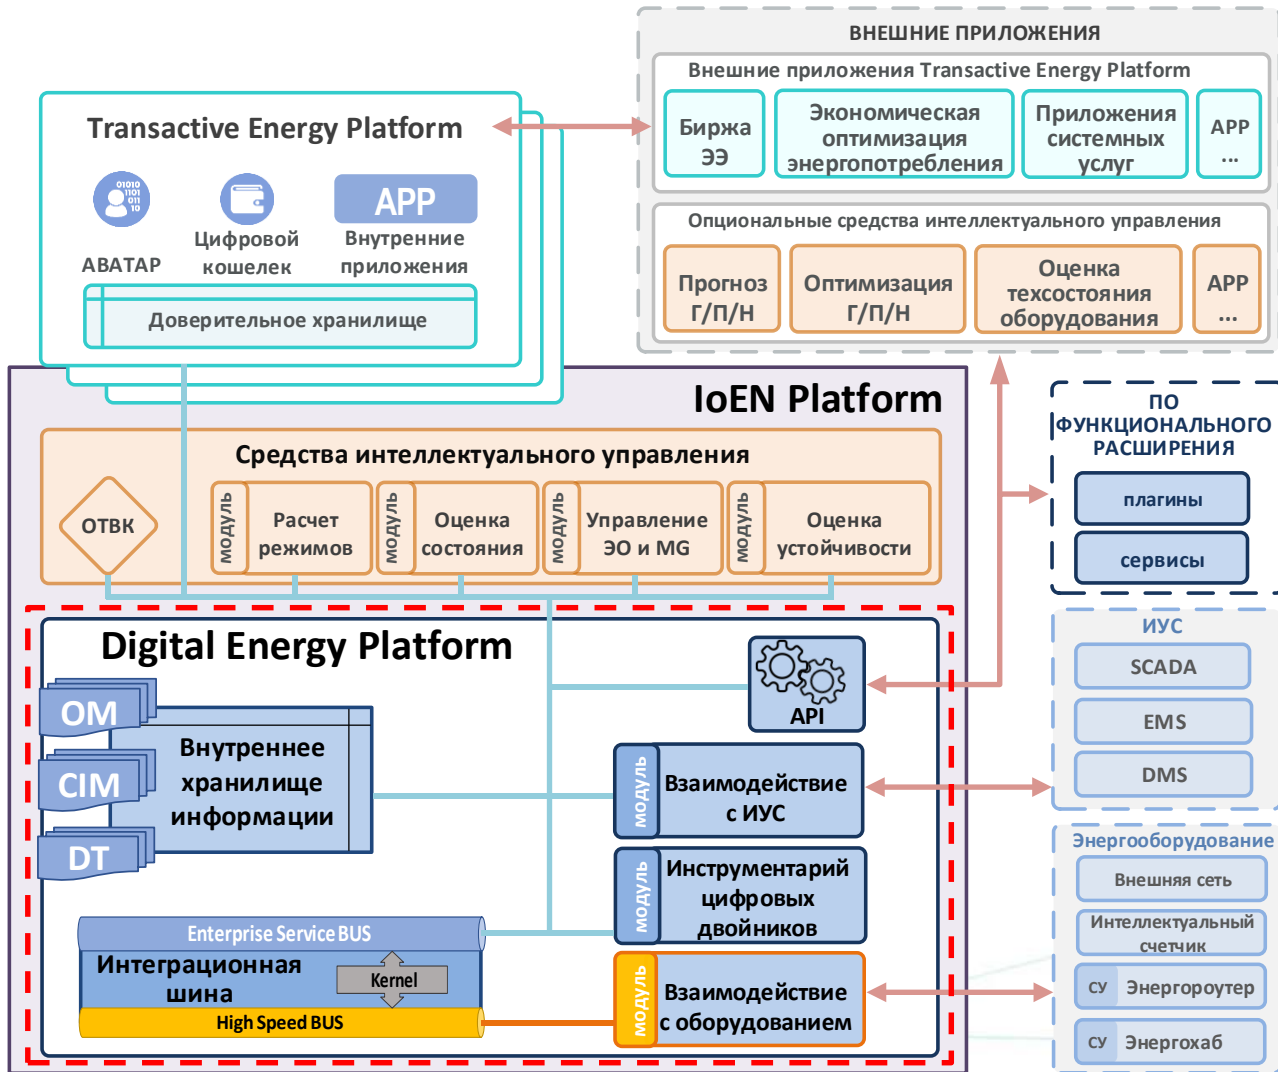 ВНЕШНИЕ ПРИЛОЖЕНИЯ
Внешние приложения Transactive Energy Platform
Биржа
ЭЭ
Экономическая
оптимизация
энергопотребления
Приложения
системных
услуг
APP
...
Опциональные средства интеллектуального управления
Прогноз
Г/П/Н
Оптимизация
Г/П/Н
Оценка
техсостояния
оборудования
APP
...
Transactive Energy Platform
01010
1101
011
10
АВАТАР
Цифровой
кошелек
APP
Внутренние
приложения
Доверительное хранилище
IoEN Platform
Средства интеллектуального управления
ОТВК
модуль
Расчет
режимов
модуль
Оценка
состояния
модуль
Управление
ЭО и MG
модуль
Оценка
устойчивости
ПО
ФУНКЦИОНАЛЬНОГО
РАСШИРЕНИЯ
плагины
сервисы
Digital Energy Platform
API
OM
CIM
DT
Внутреннее
хранилище
информации
модуль
Взаимодействие
с ИУС
модуль
Инструментарий
цифровых
двойников
модуль
Взаимодействие
с оборудованием
Enterprise Service BUS
Интеграционная
шина
Kernel
High Speed BUS
ИУС
SCADA
EMS
DMS
Энергооборудование
Внешняя сеть
Интеллектуальный
счетчик
СУ
Энергороутер
СУ
Энергохаб